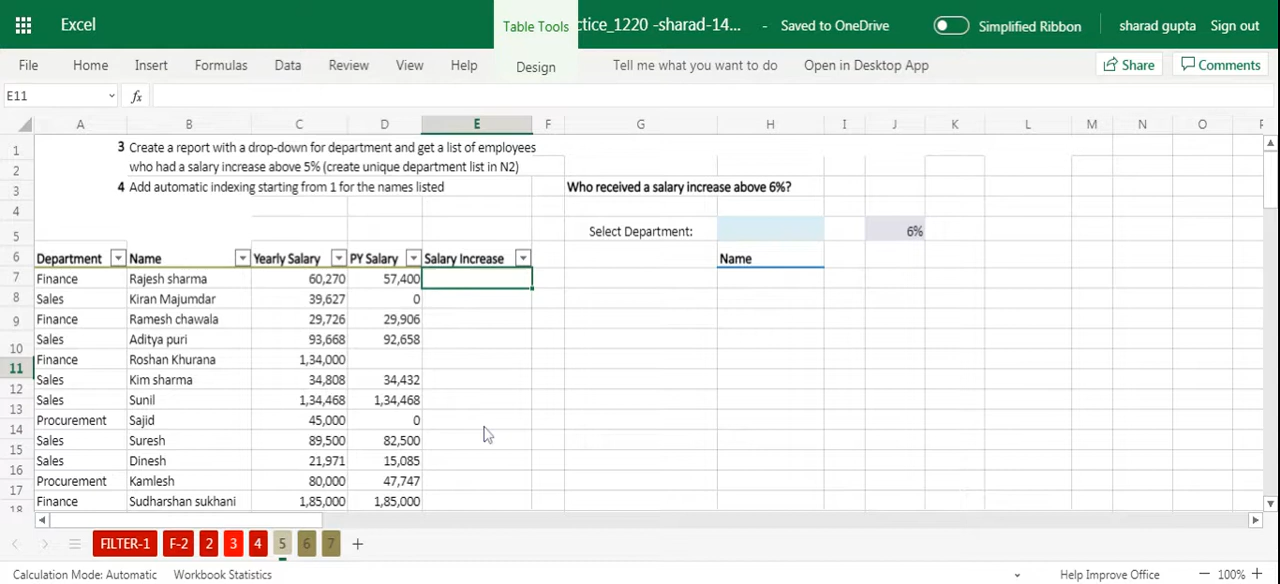 Excel
Table Tools
ctice_1220 -sharad-14... - Saved to OneDrive
Simplified Ribbon
sharad gupta Sign out
File Home Insert Formulas Data Review View Help Design Tell me what you want to do Open in Desktop App Share Comments
E11 fx
A B C D E F G H I J K L M N O P
1 3 Create a report with a drop-down for department and get a list of employees
2 who had a salary increase above 5% (create unique department list in N2)
3 4 Add automatic indexing starting from 1 for the names listed Who received a salary increase above 6%?
4
5 Select Department: 6%
6 Department Name Yearly Salary PY Salary Salary Increase Name
7 Finance Rajesh sharma 60,270 57,400
8 Sales Kiran Majumdar 39,627 0
9 Finance Ramesh chawala 29,726 29,906
10 Sales Aditya puri 93,668 92,658
11 Finance Roshan Khurana 1,34,000
12 Sales Kim sharma 34,808 34,432
13 Sales Sunil 1,34,468 1,34,468
14 Procurement Sajid 45,000 0
15 Sales Suresh 89,500 82,500
16 Sales Dinesh 21,971 15,085
17 Procurement Kamlesh 80,000 47,747
18 Finance Sudharshan sukhani 1,85,000 1,85,000
FILTER-1 F-2 2 3 4 5 6 7
Calculation Mode: Automatic Workbook Statistics Help Improve Office 100%